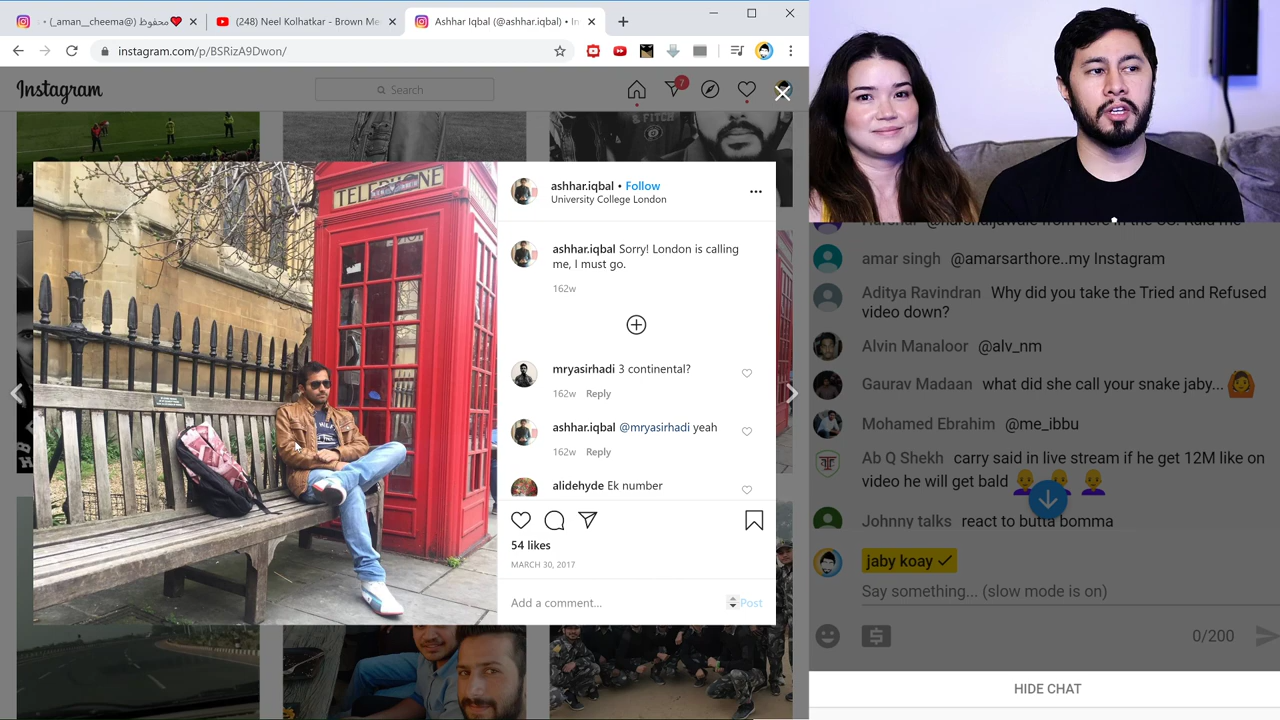 محفوظ (@_aman__cheema) •
(248) Neel Kolhatkar - Brown Me
Ashhar Iqbal (@ashhar.iqbal) • In
instagram.com/p/BSRizA9Dwon/
Instagram
Search
7
& FITCH
TELEPHONE
ashhar.iqbal • Follow
University College London
ashhar.iqbal Sorry! London is calling
me, I must go.
162w
mryasirhadi 3 continental?
162w Reply
ashhar.iqbal @mryasirhadi yeah
162w Reply
alidehyde Ek number
54 likes
MARCH 30, 2017
Add a comment...
Post
amar singh @amarsarthore..my Instagram
Aditya Ravindran Why did you take the Tried and Refused
video down?
Alvin Manaloor @alv_nm
Gaurav Madaan what did she call your snake jaby...
Mohamed Ebrahim @me_ibbu
Ab Q Shekh carry said in live stream if he get 12M like on
video he will get bald
Johnny talks react to butta bomma
jaby koay
Say something... (slow mode is on)
0/200
HIDE CHAT